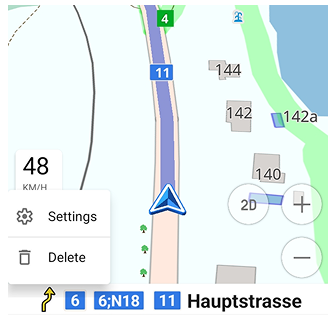 4
11
144
142
142a
140
48
KM/H
2D
Settings
Delete
6 6;N18 11 Hauptstrasse